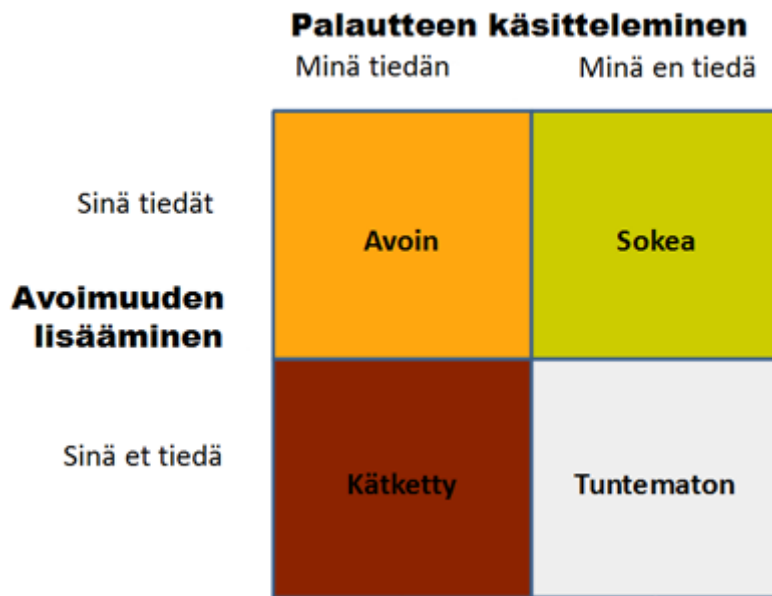 Palautteen käsitteleminen
Minä tiedän Minä en tiedä
Sinä tiedät
Avoin Sokea
Avoimuuden
lisääminen
Sinä et tiedä
Kätketty Tuntematon